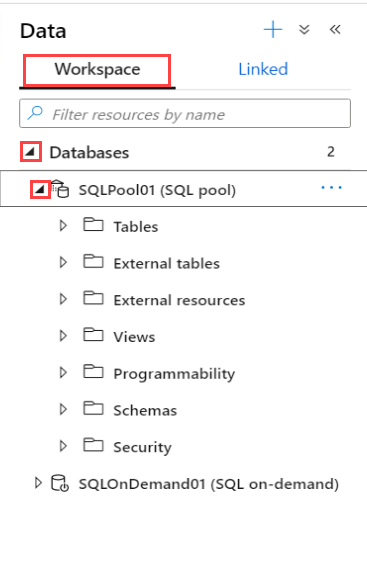 Data
Workspace Linked
Filter resources by name
Databases 2
SQLPool01 (SQL pool)
Tables
External tables
External resources
Views
Programmability
Schemas
Security
SQLOnDemand01 (SQL on-demand)